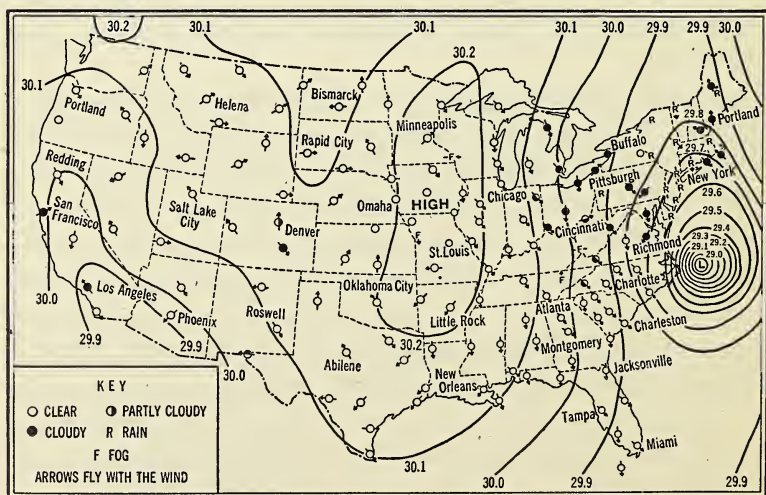 30.2
30.1
30.1
30.2
30.1
30.0
29.9
29.9
30.0
30.1
Portland
Helena
Bismarck
Minneapolis
F
Rapid City
Buffalo
R
R
R
R
R
29.8
29.7
Portland
New York
Redding
San
Francisco
Salt Lake
City
Denver
Omaha
HIGH
Chicago
Pittsburgh
R
29.6
29.5
29.4
29.3
29.2
29.1
29.0
F
St. Louis
Cincinnati
Richmond
F
Charlotte
30.0
Los Angeles
29.9
Phoenix
29.9
30.0
Roswell
Oklahoma City
Little Rock
30.2
Abilene
Atlanta
Charleston
Montgomery
New
Orleans
Jacksonville
Tampa
Miami
30.1
30.0
29.9
29.9
KEY
CLEAR
PARTLY CLOUDY
CLOUDY
R RAIN
F FOG
ARROWS FLY WITH THE WIND